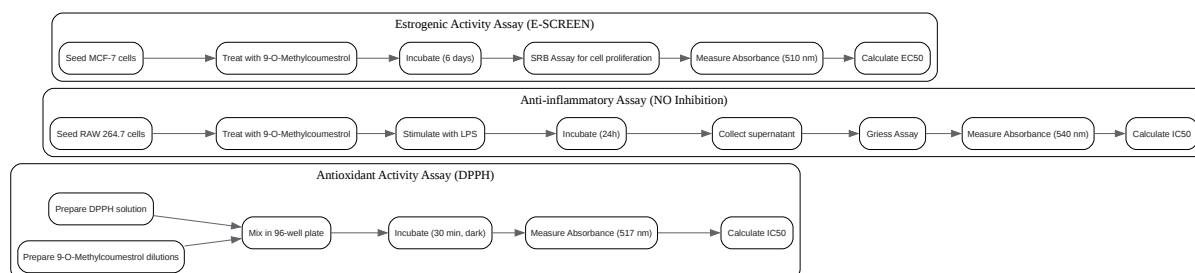 Estrogenic Activity Assay (E-SCREEN)
Seed MCF-7 cells
Treat with 9-O-Methylcoumestrol
Incubate (6 days)
SRB Assay for cell proliferation
Measure Absorbance (510 nm)
Calculate EC50
Anti-inflammatory Assay (NO Inhibition)
Seed RAW 264.7 cells
Treat with 9-O-Methylcoumestrol
Stimulate with LPS
Incubate (24h)
Collect supernatant
Griess Assay
Measure Absorbance (540 nm)
Calculate IC50
Antioxidant Activity Assay (DPPH)
Prepare DPPH solution
Prepare 9-O-Methylcoumestrol dilutions
Mix in 96-well plate
Incubate (30 min, dark)
Measure Absorbance (517 nm)
Calculate IC50